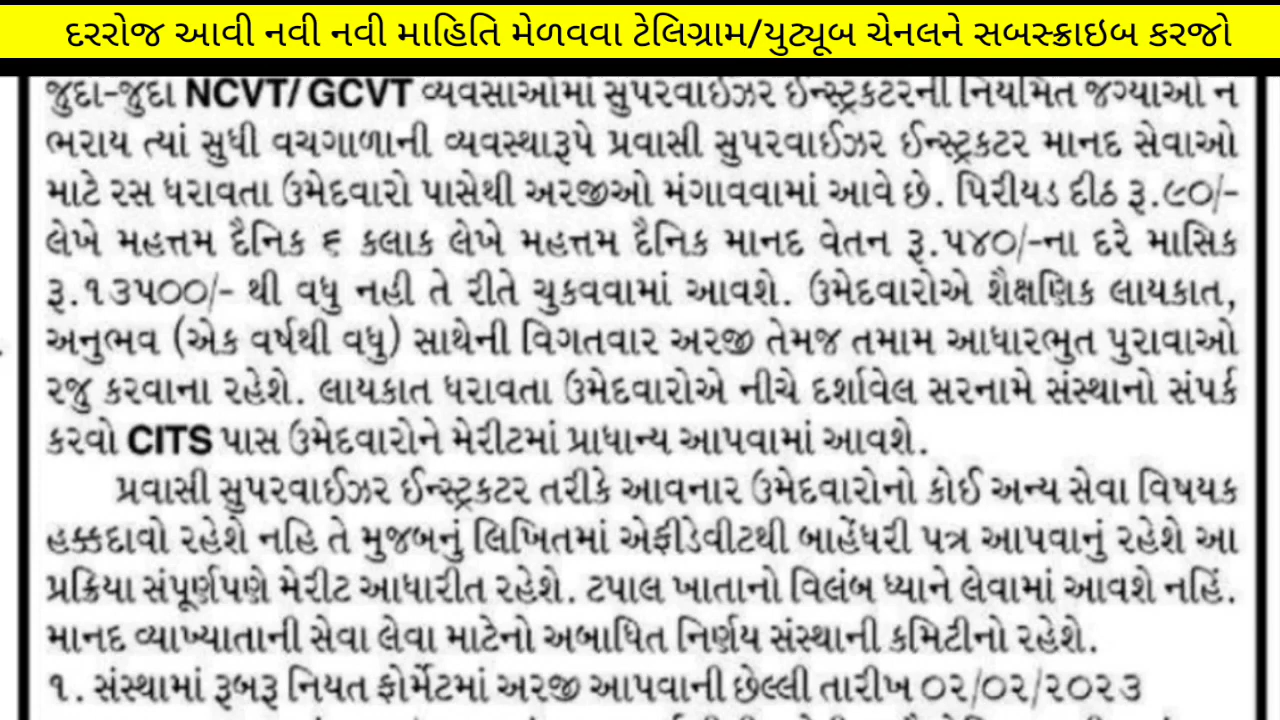 દરરોજ આવી નવી નવી માહિતિ મેળવવા ટેલિગ્રામ/યુટ્યૂબ ચેનલને સબસ્ક્રાઇબ કરજો
જુદા-જુદા NCVT/ GCVT વ્યવસાઓમાં સુપરવાઈઝર ઈન્સ્ટ્રકટરની નિયમિત જગ્યાઓ ન
ભરાય ત્યાં સુધી વચગાળાની વ્યવસ્થારૂપે પ્રવાસી સુપરવાઈઝર ઈન્સ્ટ્રકટર માનદ સેવાઓ
માટે રસ ધરાવતા ઉમેદવારો પાસેથી અરજીઓ મંગાવવામાં આવે છે. પિરીયડ દીઠ રૂ.૯૦/-
લેખે મહત્તમ દૈનિક ૬ કલાક લેખે મહત્તમ દૈનિક માનદ વેતન રૂ.૫૪૦/-ના દરે માસિક
રૂ.૧૩૫૦૦/- થી વધુ નહી તે રીતે ચુકવવામાં આવશે. ઉમેદવારોએ શૈક્ષણિક લાયકાત,
અનુભવ (એક વર્ષથી વધુ) સાથેની વિગતવાર અરજી તેમજ તમામ આધારભુત પુરાવાઓ
રજુ કરવાના રહેશે. લાયકાત ધરાવતા ઉમેદવારોએ નીચે દર્શાવેલ સરનામે સંસ્થાનો સંપર્ક
કરવો CITS પાસ ઉમેદવારોને મેરીટમાં પ્રાધાન્ય આપવામાં આવશે.
પ્રવાસી સુપરવાઈઝર ઈન્સ્ટ્રકટર તરીકે આવનાર ઉમેદવારોનો કોઈ અન્ય સેવા વિષયક
હક્કદાવો રહેશે નહિ તે મુજબનું લિખિતમાં એફીડેવીટથી બાહેંધરી પત્ર આપવાનું રહેશે આ
પ્રક્રિયા સંપૂર્ણપણે મેરીટ આધારીત રહેશે. ટપાલ ખાતાનો વિલંબ ધ્યાને લેવામાં આવશે નહિં.
માનદ વ્યાખ્યાતાની સેવા લેવા માટેનો અબાધિત નિર્ણય સંસ્થાની કમિટીનો રહેશે.
૧. સંસ્થામાં રૂબરૂ નિયત ફોર્મેટમાં અરજી આપવાની છેલ્લી તારીખ ૦૨/૦૨/૨૦૨૩